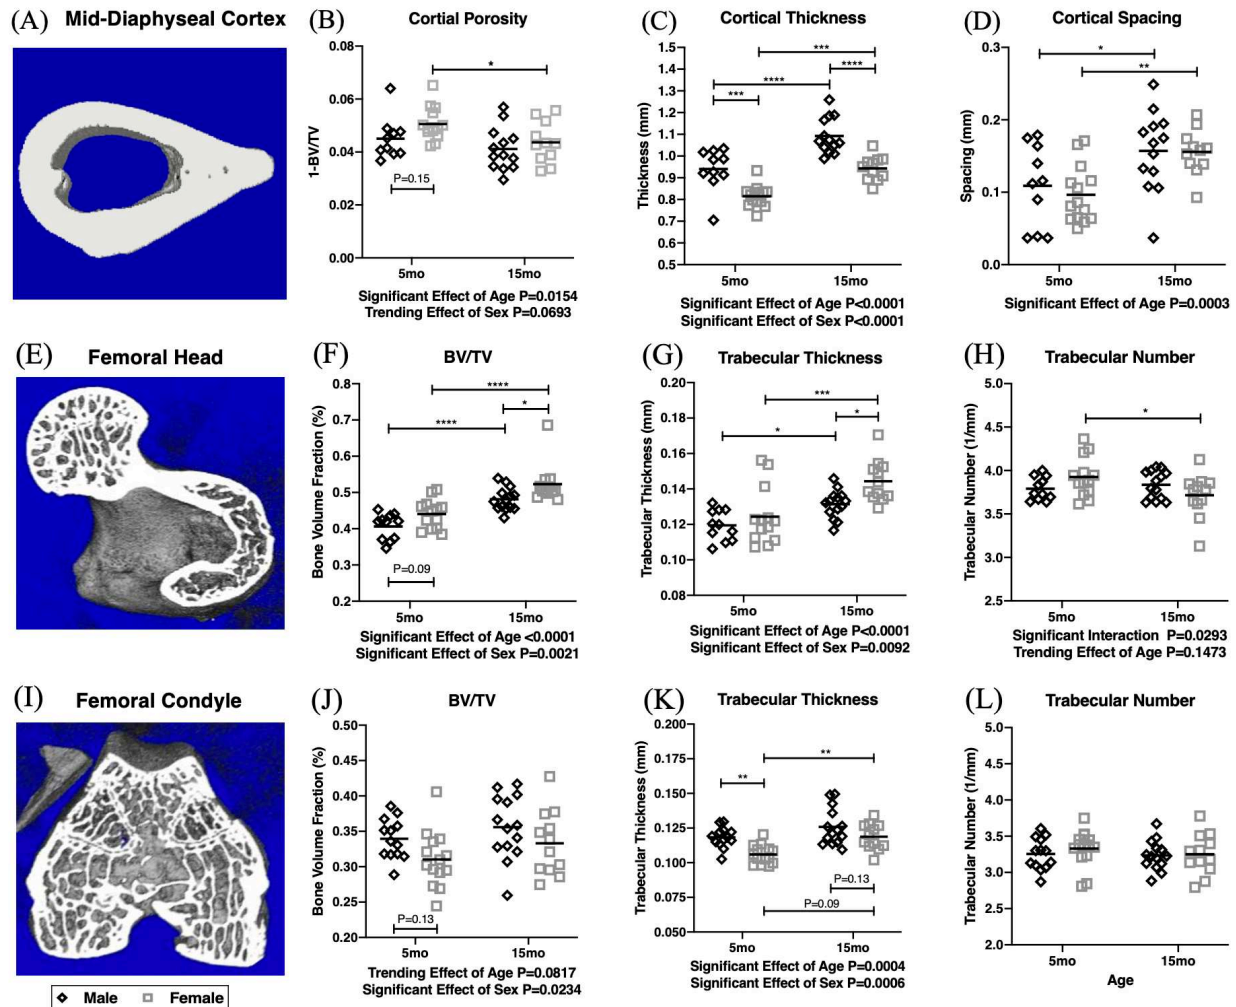 (A) Mid-Diaphyseal Cortex
(B)
Cortial Porosity
1-BV/TV
0.08
0.06
0.04
0.02
0.00
*
P=0.15
5mo
15mo
Significant Effect of Age P=0.0154
Trending Effect of Sex P=0.0693
(C)
Cortical Thickness
Thickness (mm)
1.5
1.4
1.3
1.2
1.1
1.0
0.9
0.8
0.7
0.6
0.5
***
****
****
***
5mo
15mo
Significant Effect of Age P<0.0001
Significant Effect of Sex P<0.0001
(D)
Cortical Spacing
Spacing (mm)
0.3
0.2
0.1
0.0
*
**
5mo
15mo
Significant Effect of Age P=0.0003
(E)
Femoral Head
(F)
BV/TV
Bone Volume Fraction (%)
0.8
0.7
0.6
0.5
0.4
0.3
0.2
****
*
****
P=0.09
5mo
15mo
Significant Effect of Age <0.0001
Significant Effect of Sex P=0.0021
(G)
Trabecular Thickness
Trabecular Thickness (mm)
0.20
0.18
0.16
0.14
0.12
0.10
0.08
***
*
*
5mo
15mo
Significant Effect of Age P<0.0001
Significant Effect of Sex P=0.0092
(H)
Trabecular Number
Trabecular Number (1/mm)
5.0
4.5
4.0
3.5
3.0
2.5
*
5mo
15mo
Significant Interaction P=0.0293
Trending Effect of Age P=0.1473
(I)
Femoral Condyle
(J)
BV/TV
Bone Volume Fraction (%)
0.50
0.45
0.40
0.35
0.30
0.25
0.20
P=0.13
5mo
15mo
Trending Effect of Age P=0.0817
Significant Effect of Sex P=0.0234
(K)
Trabecular Thickness
Trabecular Thickness (mm)
0.200
0.175
0.150
0.125
0.100
0.075
0.050
**
**
P=0.13
P=0.09
5mo
15mo
Significant Effect of Age P=0.0004
Significant Effect of Sex P=0.0006
(L)
Trabecular Number
Trabecular Number (1/mm)
5.0
4.5
4.0
3.5
3.0
2.5
2.0
5mo
15mo
Age
Male Female